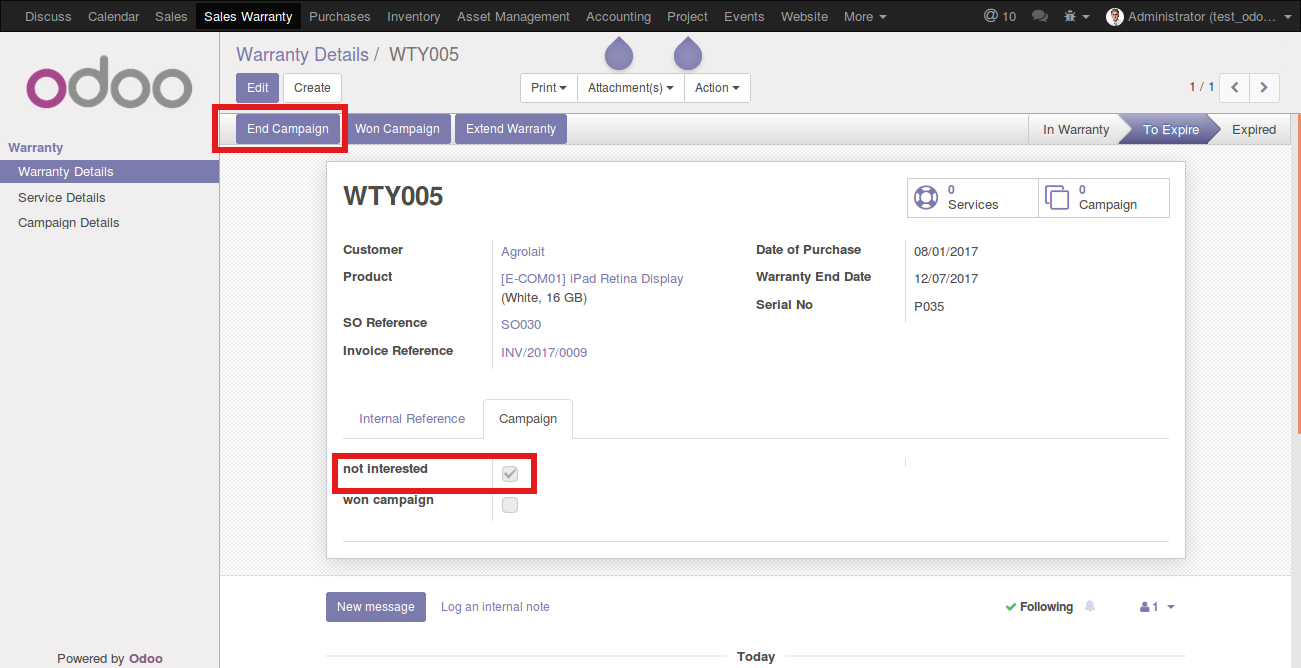 Discuss Calendar Sales Sales Warranty Purchases Inventory Asset Management Accounting Project Events Website More @ 10 Administrator (test_odo...
odoo
Warranty Details / WTY005
Edit Create Print Attachment(s) Action 1 / 1
End Campaign Won Campaign Extend Warranty In Warranty To Expire Expired
Warranty
Warranty Details
Service Details
Campaign Details
WTY005
0 Services
0 Campaign
Customer Agrolait
Product [E-COM01] iPad Retina Display
(White, 16 GB)
SO Reference SO030
Invoice Reference INV/2017/0009
Date of Purchase 08/01/2017
Warranty End Date 12/07/2017
Serial No P035
Internal Reference Campaign
not interested
won campaign
New message Log an internal note Following 1
Today
Powered by Odoo